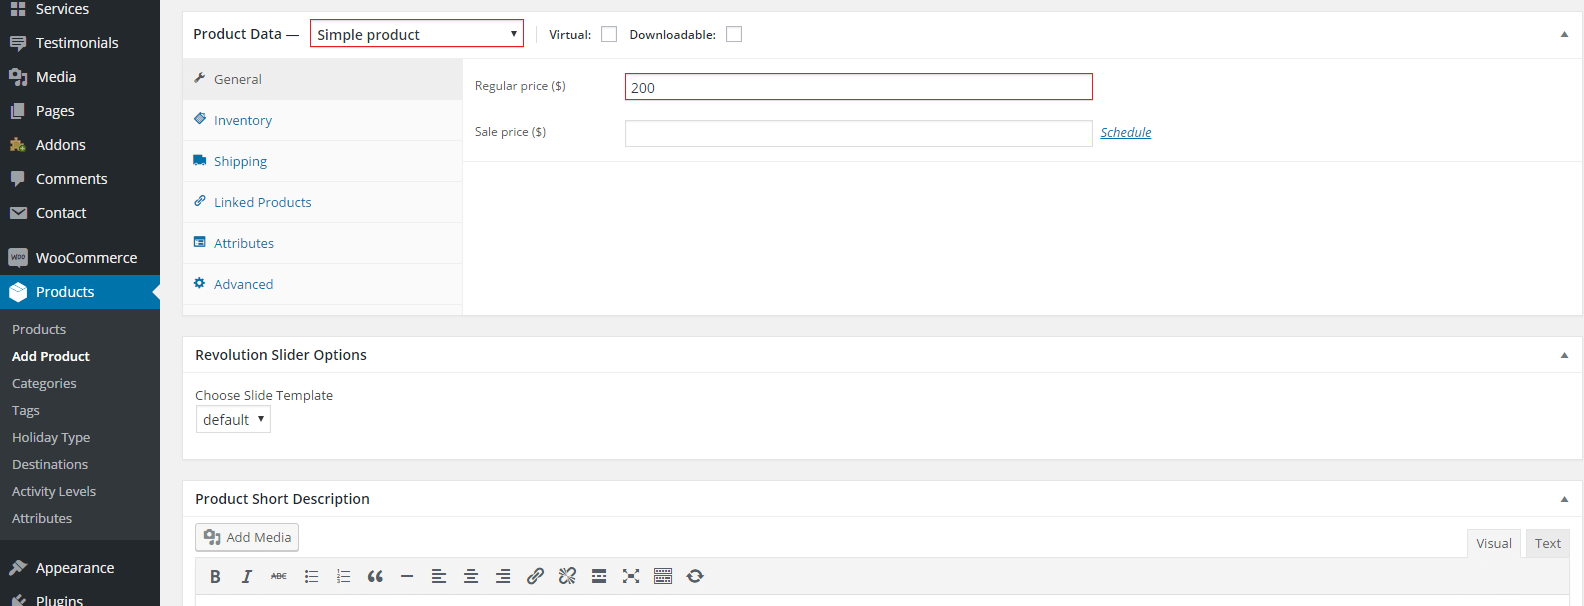 Services
Testimonials
Media
Pages
Addons
Comments
Contact
WOO WooCommerce
Products
Products
Add Product
Categories
Tags
Holiday Type
Destinations
Activity Levels
Attributes
Appearance
Plugins
Product Data — Simple product Virtual: Downloadable:
General
Inventory
Shipping
Linked Products
Attributes
Advanced
Regular price ($) 200
Sale price ($) Schedule
Revolution Slider Options
Choose Slide Template
default
Product Short Description
Add Media
Visual Text
B I ABC